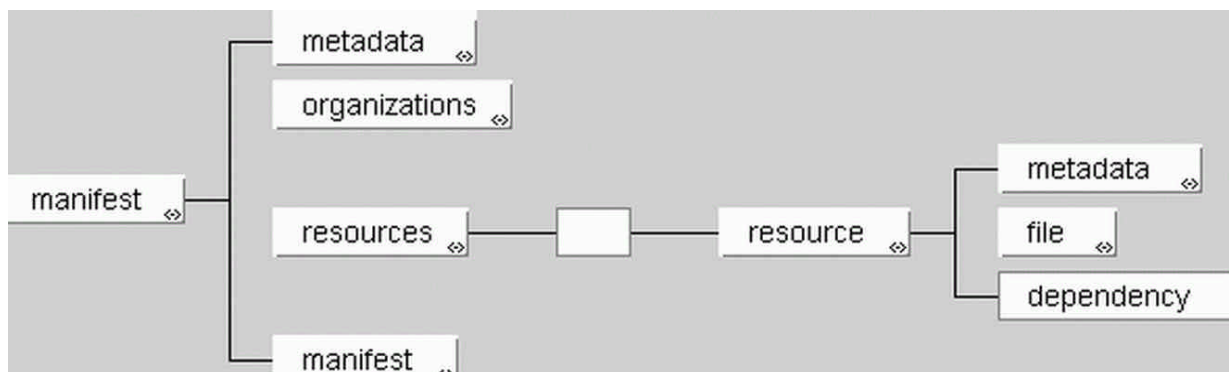 metadata
organizations
manifest
resources
resource
metadata
file
dependency
manifest